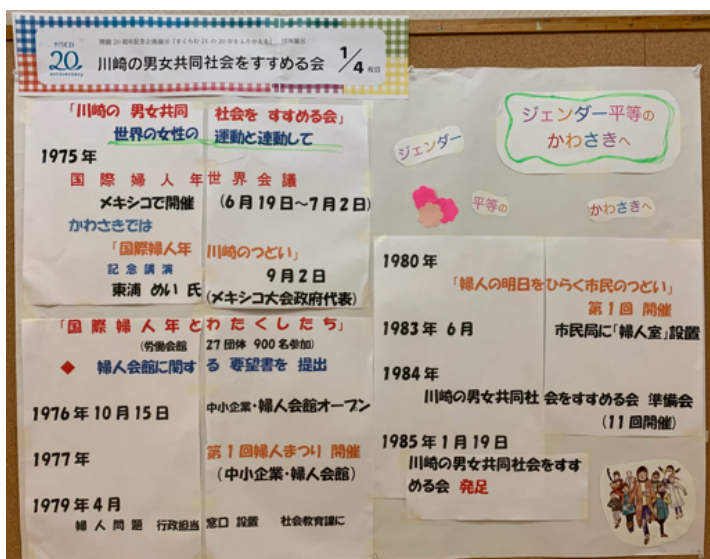 20
anniversary
開館20周年記念企画展示「すくらむ21の20年をふりかえる」
川崎の男女共同社会をすすめる会 1/4 枚目
「川崎の 男女共同 社会を すすめる会」
世界の女性の 運動と連動して
1975年
国際婦人年世界会議
メキシコで開催 (6月19日～7月2日)
かわさきでは
「国際婦人年 川崎のつどい」
記念講演 9月2日
東浦 めい 氏 (メキシコ大会政府代表)
「国際婦人年とわたくしたち」
(労働会館 27団体 900名参加)
◆ 婦人会館に関する 要望書を 提出
1976年10月15日 中小企業・婦人会館オープン
1977年 第1回婦人まつり 開催
(中小企業・婦人会館)
1979年4月
婦人問題 行政担当 窓口 設置 社会教育課に
ジェンダー平等の
かわさきへ
ジェンダー
平等の
かわさきへ
1980年
「婦人の明日をひらく市民のつどい」
第1回 開催
1983年 6月 市民局に「婦人室」設置
1984年
川崎の男女共同社会をすすめる会 準備会
(11回開催)
1985年1月19日
川崎の男女共同社会をすす
める会 発足